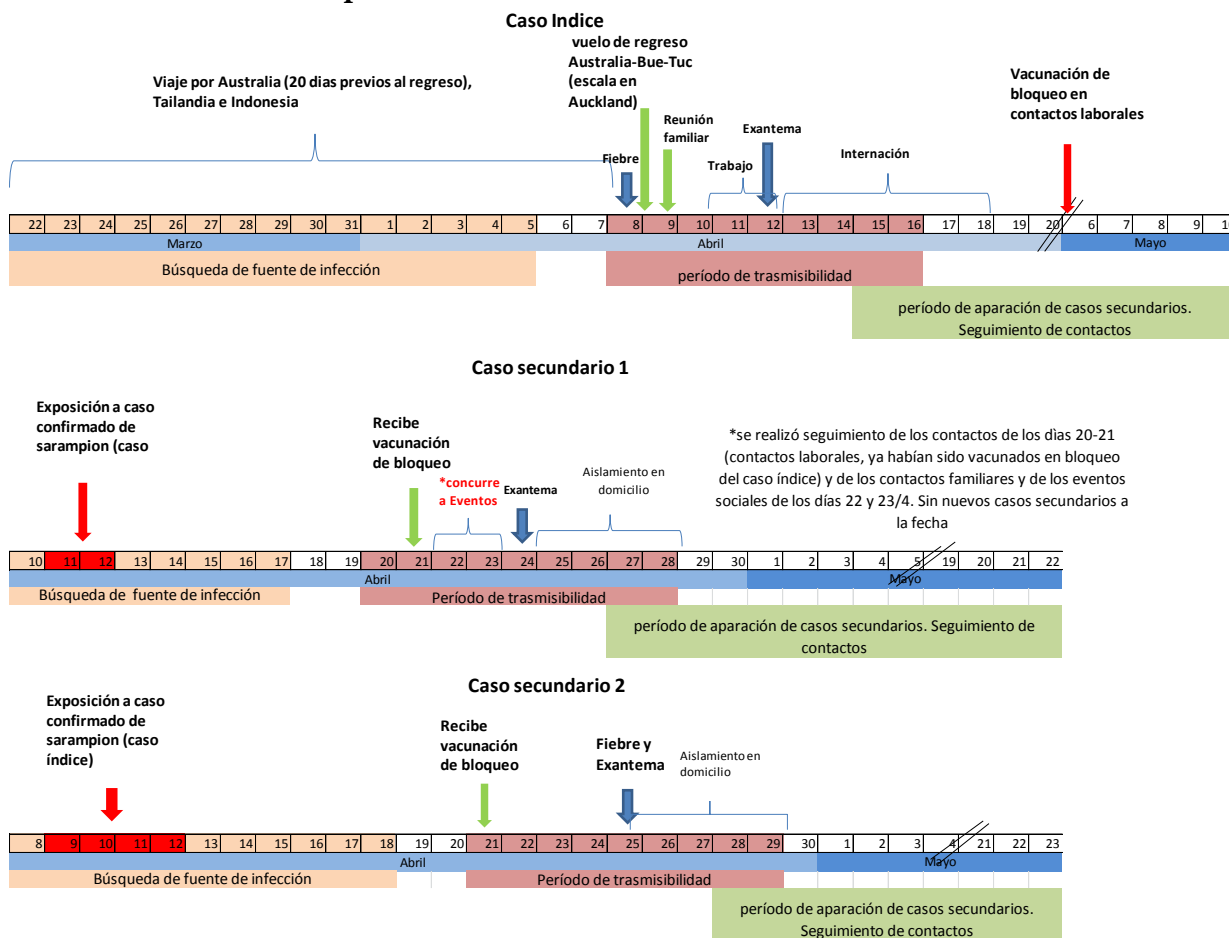 Caso Indice
Viaje por Australia (20 dias previos al regreso),
Tailandia e Indonesia
vuelo de regreso
Australia-Bue-Tuc
(escala en
Auckland)
Fiebre
Reunión
familiar
Trabajo
Exantema
Internación
Vacunación de
bloqueo en
contactos laborales
22 23 24 25 26 27 28 29 30 31 1 2 3 4 5 6 7 8 9 10 11 12 13 14 15 16 17 18 19 20 6 7 8 9 10
Marzo Abril Mayo
Búsqueda de fuente de infección
período de trasmisibilidad
período de aparación de casos secundarios.
Seguimiento de contactos
Caso secundario 1
Exposición a caso
confirmado de
sarampion (caso
Recibe
vacunación
de bloqueo
*concurre
a Eventos
Exantema
Aislamiento en
domicilio
*se realizó seguimiento de los contactos de los dìas 20-21
(contactos laborales, ya habían sido vacunados en bloqueo
del caso índice) y de los contactos familiares y de los eventos
sociales de los días 22 y 23/4. Sin nuevos casos secundarios a
la fecha
10 11 12 13 14 15 16 17 18 19 20 21 22 23 24 25 26 27 28 29 30 1 2 3 4 5 19 20 21 22
Abril Mayo
Búsqueda de fuente de infección
Período de trasmisibilidad
período de aparación de casos secundarios. Seguimiento de
contactos
Caso secundario 2
Exposición a caso
confirmado de
sarampion (caso
índice)
Recibe
vacunación
de bloqueo
Fiebre y
Exantema
Aislamiento en
domicilio
8 9 10 11 12 13 14 15 16 17 18 19 20 21 22 23 24 25 26 27 28 29 30 1 2 3 4 21 22 23
Abril Mayo
Búsqueda de fuente de infección
Período de trasmisibilidad
período de aparación de casos secundarios.
Seguimiento de contactos